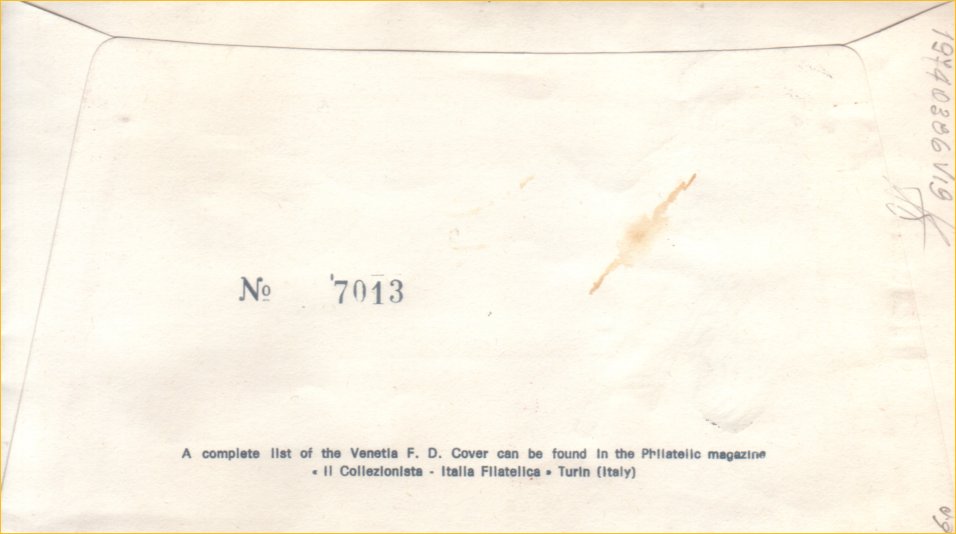 No 7013
A complete list of the Venetia F. D. Cover can be found in the Philatelic magazine
« Il Collezionista - Italia Filatelica » Turin (Italy)
19740326V19